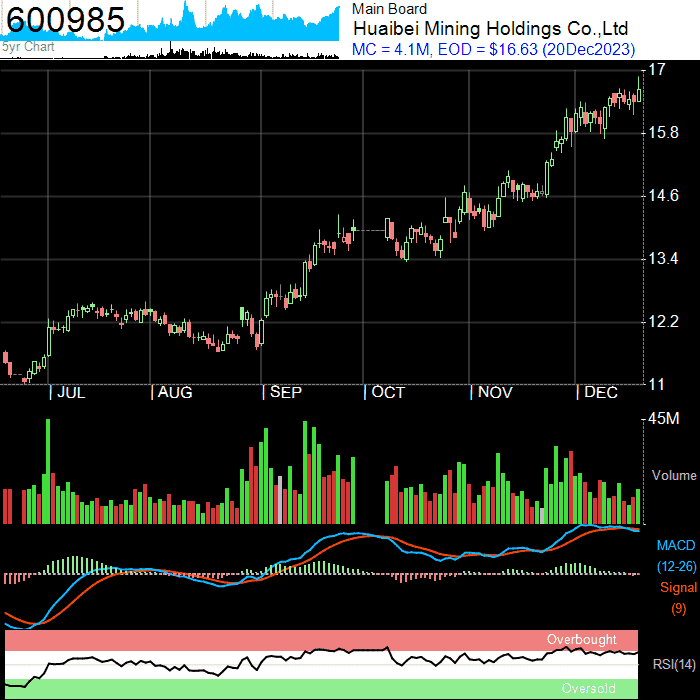 600985
5yr Chart
Main Board
Huaibei Mining Holdings Co.,Ltd
MC = 4.1M, EOD = $16.63 (20Dec2023)
17
15.8
14.6
13.4
12.2
11
| JUL | AUG | SEP | OCT | NOV | DEC
45M
Volume
MACD
(12-26)
Signal
(9)
Overbought
RSI(14)
Oversold